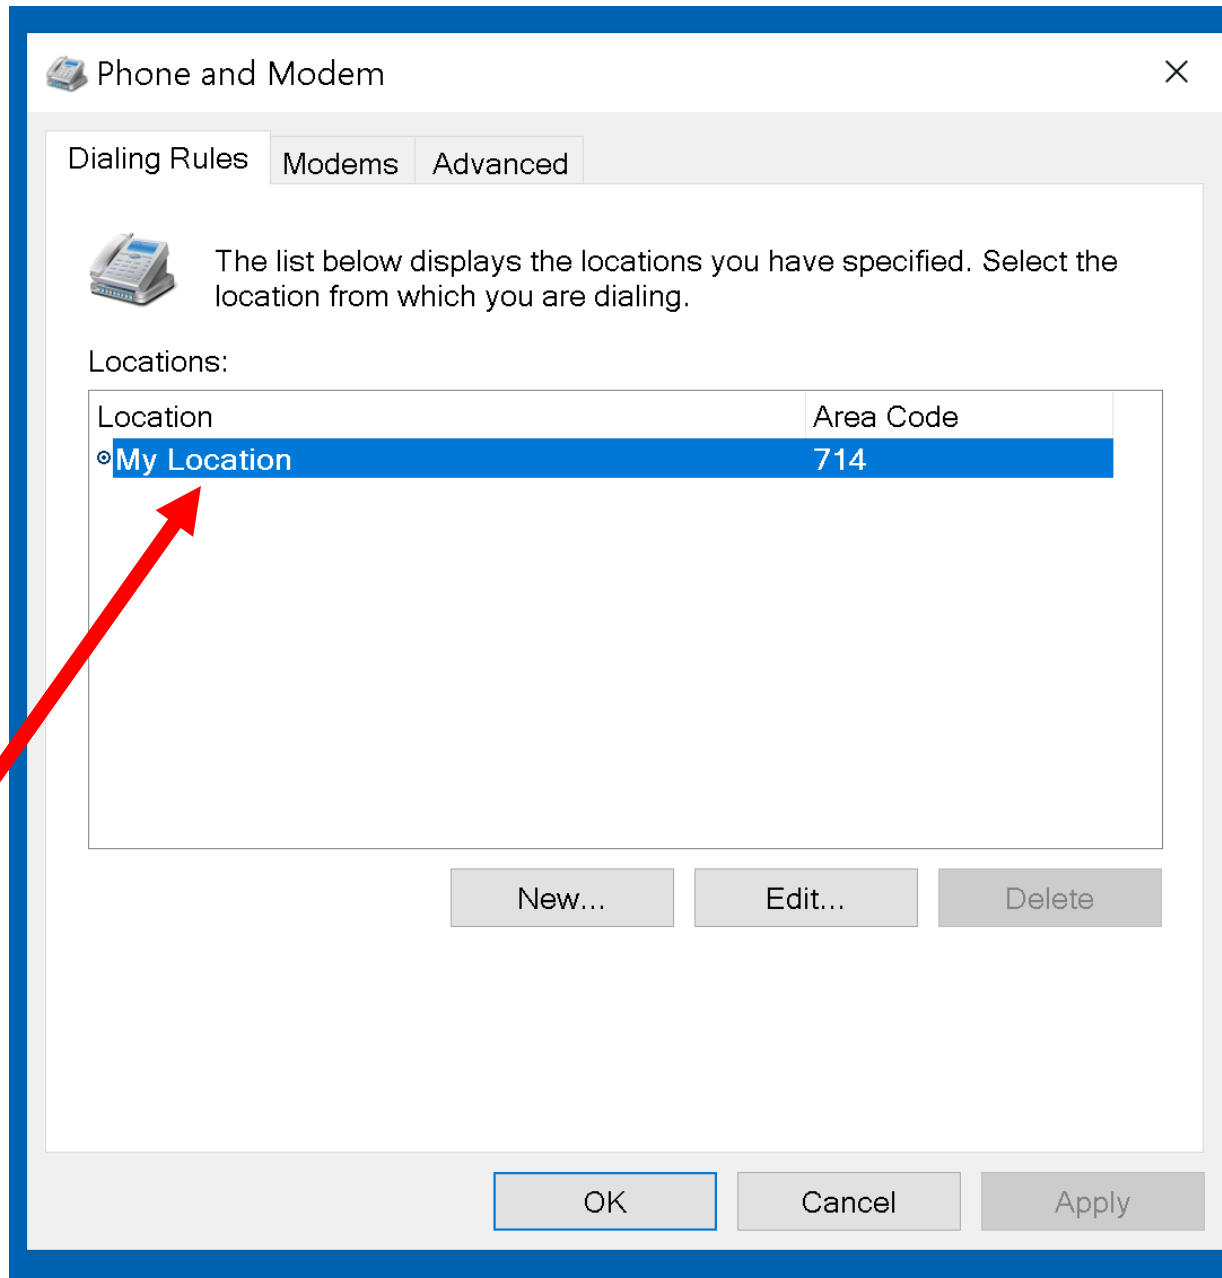 Phone and Modem
Dialing Rules Modems Advanced
The list below displays the locations you have specified. Select the
location from which you are dialing.
Locations:
Location Area Code
My Location 714
New... Edit... Delete
OK Cancel Apply